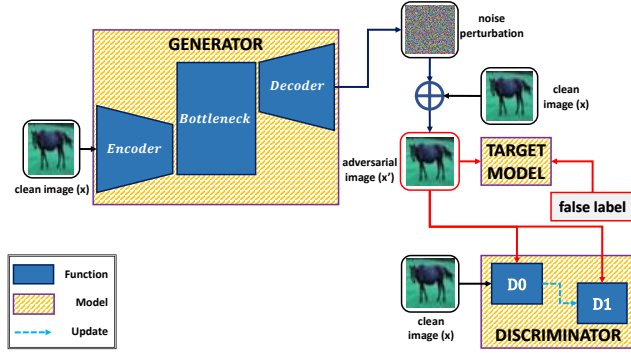 GENERATOR
Encoder
Bottleneck
Decoder
clean image (x)
noise
perturbation
clean
image (x)
adversarial
image (x')
TARGET
MODEL
false label
Function
Model
Update
clean
image (x)
D0
D1
DISCRIMINATOR